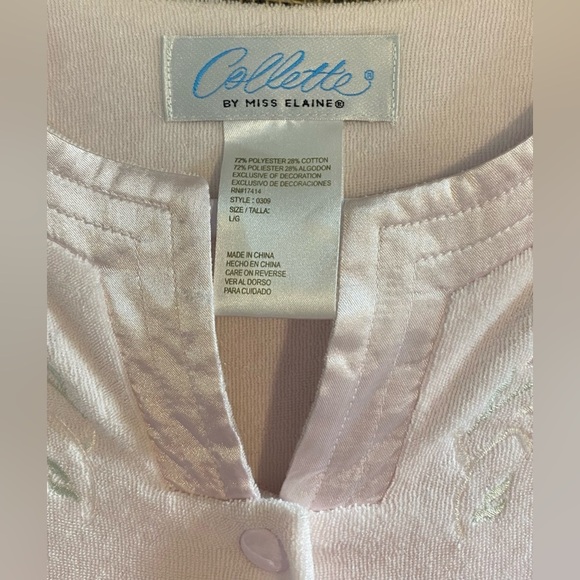 Collette®
BY MISS ELAINE®
72% POLYESTER 28% COTTON
72% POLIESTER 28% ALGODON
EXCLUSIVE OF DECORATION
EXCLUSIVO DE DECORACIONES
RN#17414
STYLE : 0309
SIZE / TALLA:
L/G
MADE IN CHINA
HECHO EN CHINA
CARE ON REVERSE
VER AL DORSO
PARA CUIDADO